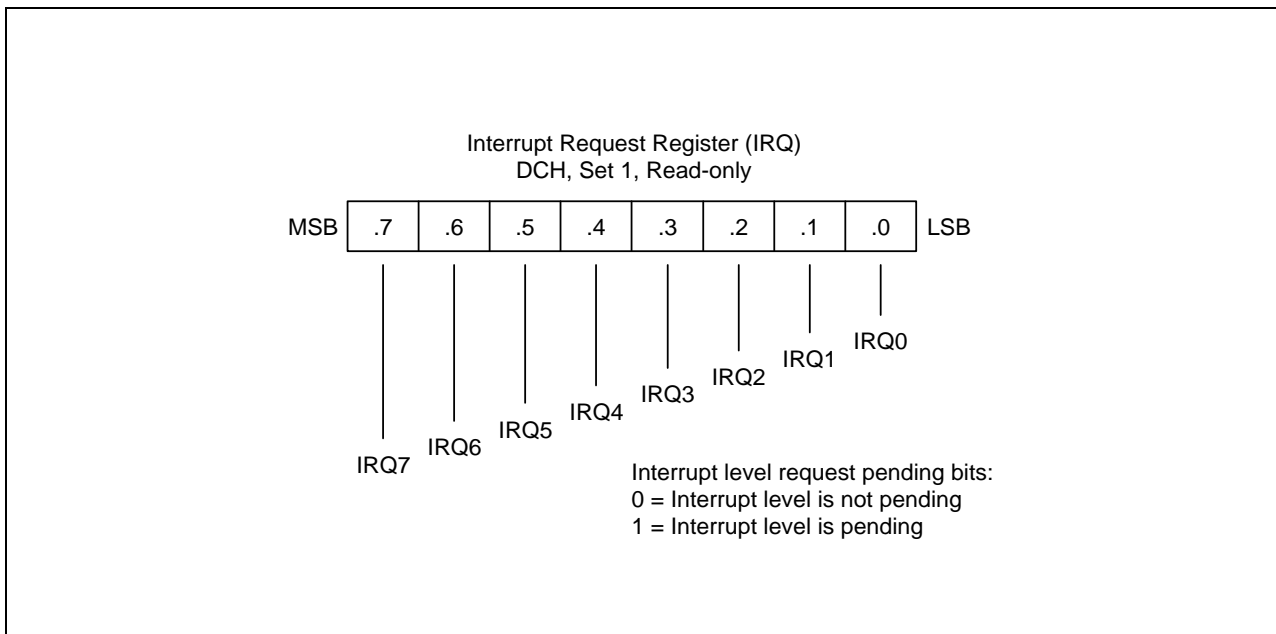 Interrupt Request Register (IRQ)
DCH, Set 1, Read-only
MSB .7 .6 .5 .4 .3 .2 .1 .0 LSB
IRQ7 IRQ6 IRQ5 IRQ4 IRQ3 IRQ2 IRQ1 IRQ0
Interrupt level request pending bits:
0 = Interrupt level is not pending
1 = Interrupt level is pending